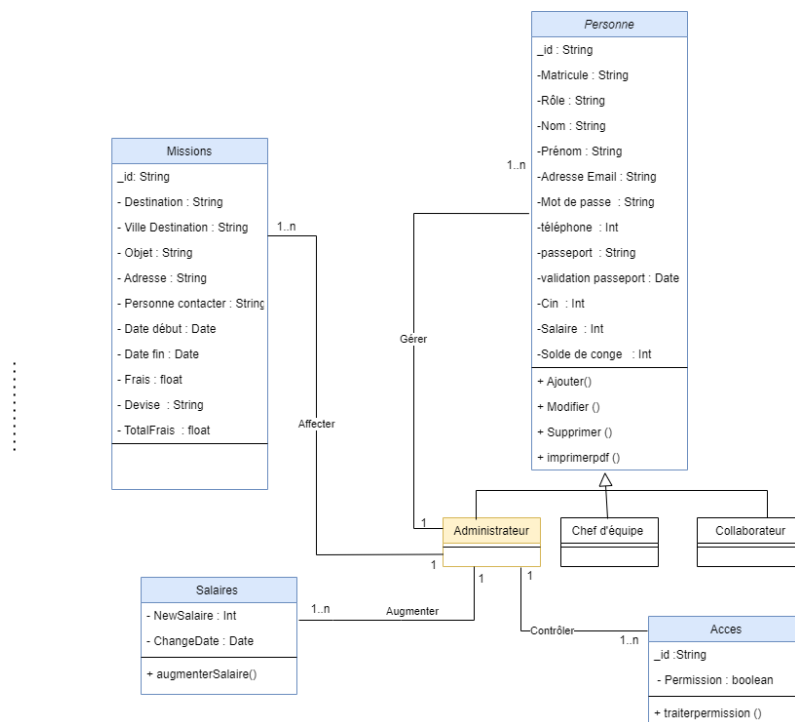 Personne
_id : String
-Matricule : String
-Rôle : String
-Nom : String
-Prénom : String
-Adresse Email : String
-Mot de passe : String
-téléphone : Int
-passeport : String
-validation passeport : Date
-Cin : Int
-Salaire : Int
-Solde de conge : Int
+ Ajouter()
+ Modifier ()
+ Supprimer ()
+ imprimerpdf ()
1..n
Missions
_id: String
- Destination : String
- Ville Destination : String
- Objet : String
- Adresse : String
- Personne contacter : String
- Date début : Date
- Date fin : Date
- Frais : float
- Devise : String
- TotalFrais : float
1..n
Gérer
Affecter
1
Administrateur
Chef d'équipe
Collaborateur
1
1
1
Salaires
- NewSalaire : Int
- ChangeDate : Date
+ augmenterSalaire()
1..n
Augmenter
Contrôler
1..n
Acces
_id :String
- Permission : boolean
+ traiterpermission ()